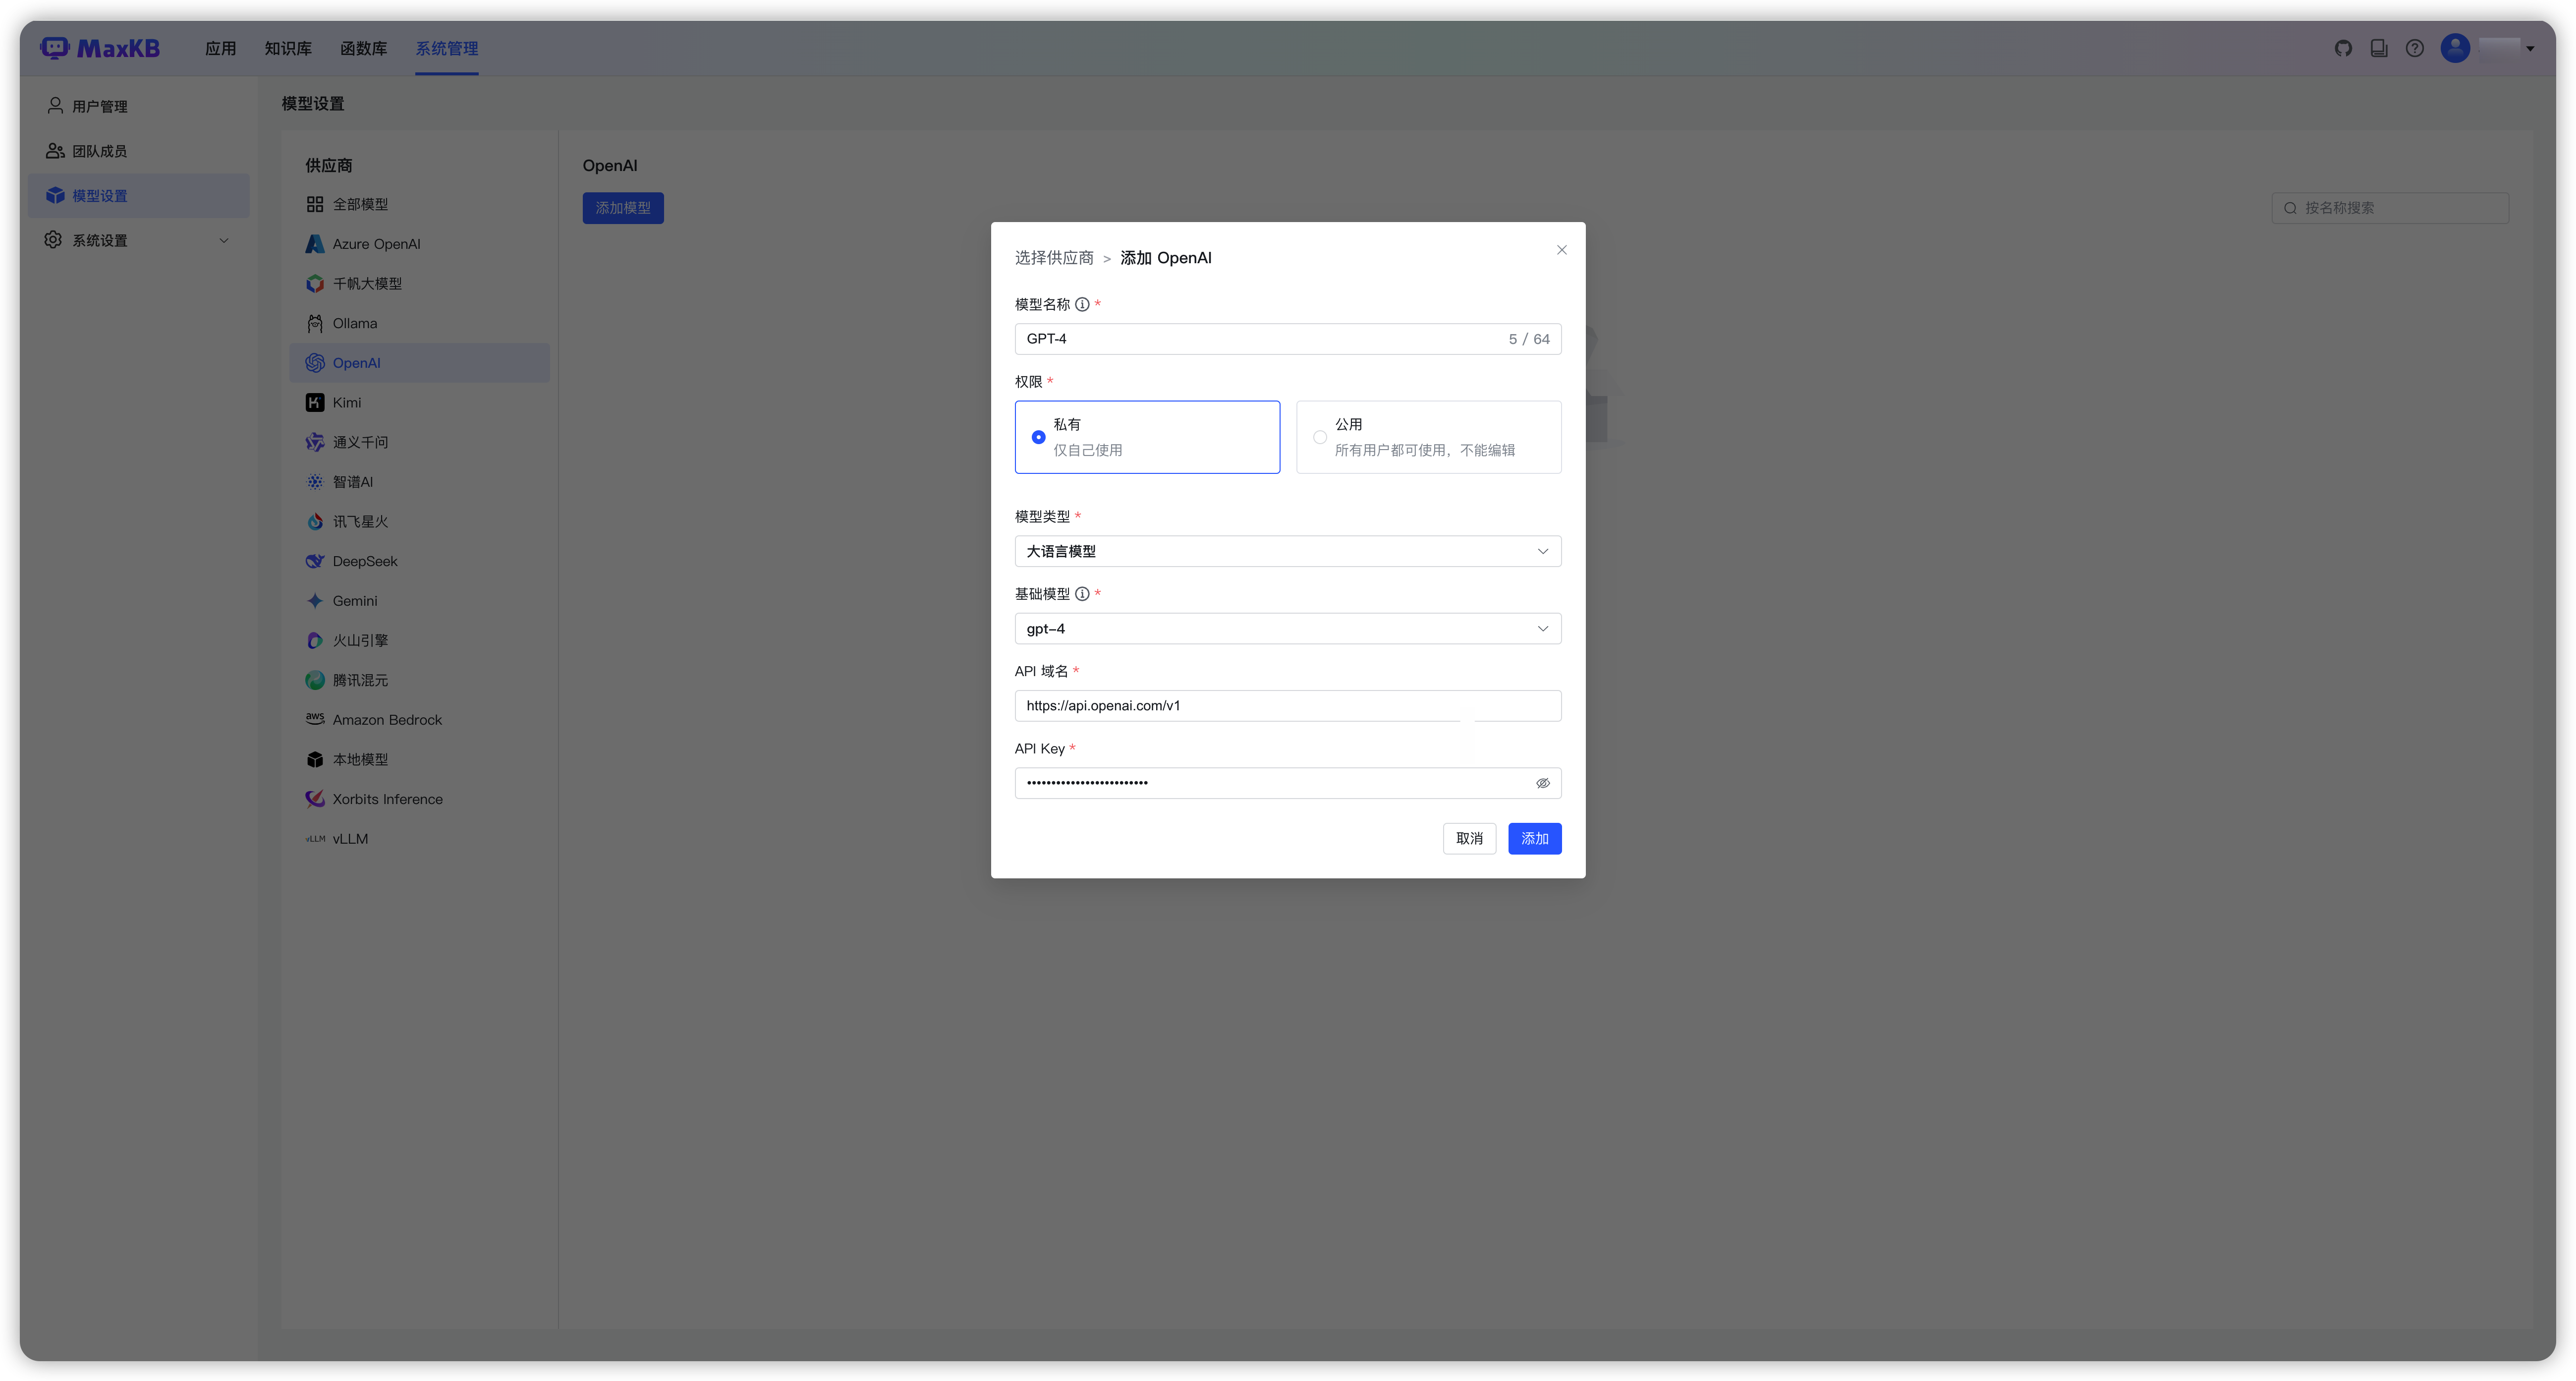 MaxKB 应用 知识库 函数库 系统管理
用户管理
团队成员
模型设置
系统设置
模型设置
供应商
全部模型
Azure OpenAI
千帆大模型
Ollama
OpenAI
Kimi
通义千问
智谱AI
讯飞星火
DeepSeek
Gemini
火山引擎
腾讯混元
aws Amazon Bedrock
本地模型
Xorbits Inference
vLLM vLLM
OpenAI
添加模型
按名称搜索
选择供应商 > 添加 OpenAI
模型名称 *
GPT-4 5 / 64
权限 *
私有
仅自己使用
公用
所有用户都可使用，不能编辑
模型类型 *
大语言模型
基础模型 *
gpt-4
API 域名 *
https://api.openai.com/v1
API Key *
•••••••••••••••••••••••••
取消 添加